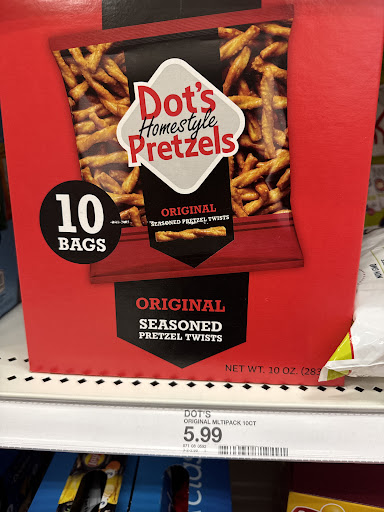 Dot's
Homestyle
Pretzels
ORIGINAL
SEASONED PRETZEL TWISTS
10
BAGS
ORIGINAL
SEASONED
PRETZEL TWISTS
NET WT. 10 OZ.
DOT'S
ORIGINAL MLTIPACK 10CT
5.99